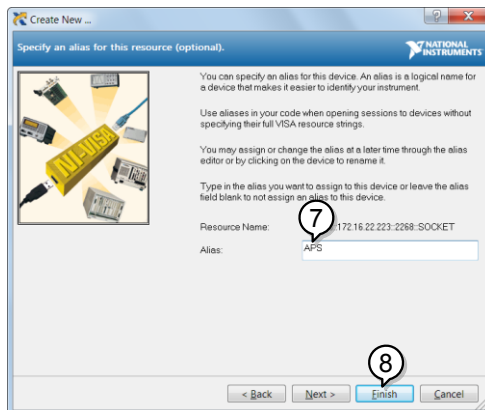 Create New ...
Specify an alias for this resource (optional).
NATIONAL
INSTRUMENTS
You can specify an alias for this device. An alias is a logical name for
a device that makes it easier to identify your instrument.
Use aliases in your code when opening sessions to devices without
specifying their full VISA resource strings.
You may assign or change the alias at a later time through the alias
editor or by clicking on the device to rename it.
Type in the alias you want to assign to this device or leave the alias
field blank to not assign an alias to this device.
NI-VISA
7
Resource Name: :172.16.22.223::2268::SOCKET
Alias: APS
8
< Back Next > Finish Cancel